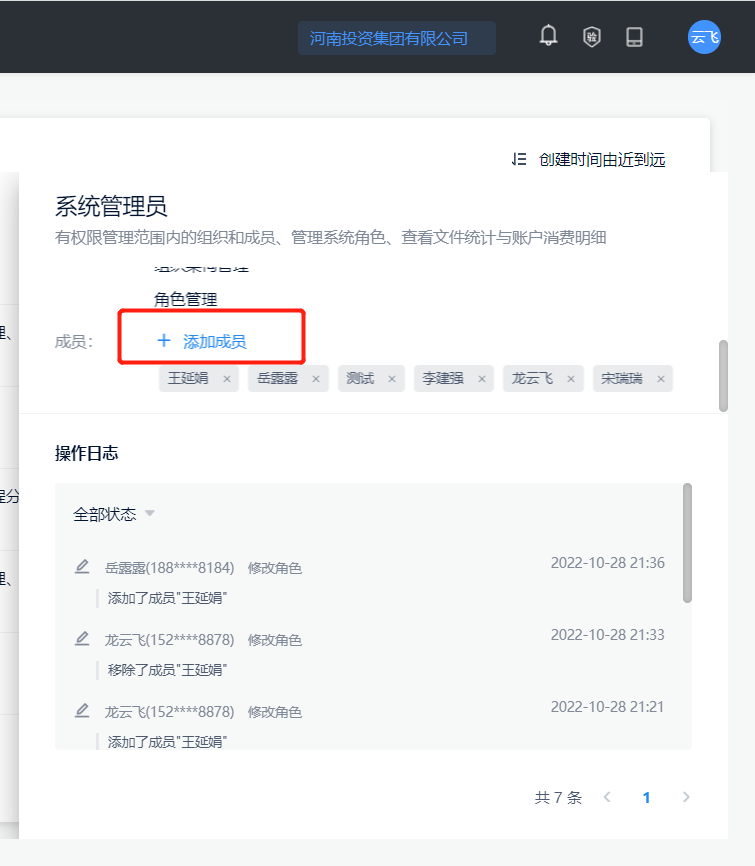 河南投资集团有限公司
云飞
创建时间由近到远
系统管理员
有权限管理范围内的组织和成员、管理系统角色、查看文件统计与账户消费明细
组织架构管理
角色管理
成员：
+ 添加成员
王延娟 × 岳露露 × 测试 × 李建强 × 龙云飞 × 宋瑞瑞 ×
操作日志
全部状态
岳露露(188****8184) 修改角色 2022-10-28 21:36
添加了成员"王延娟"
龙云飞(152****8878) 修改角色 2022-10-28 21:33
移除了成员"王延娟"
龙云飞(152****8878) 修改角色 2022-10-28 21:21
添加了成员"王延娟"
共 7 条 < 1 >